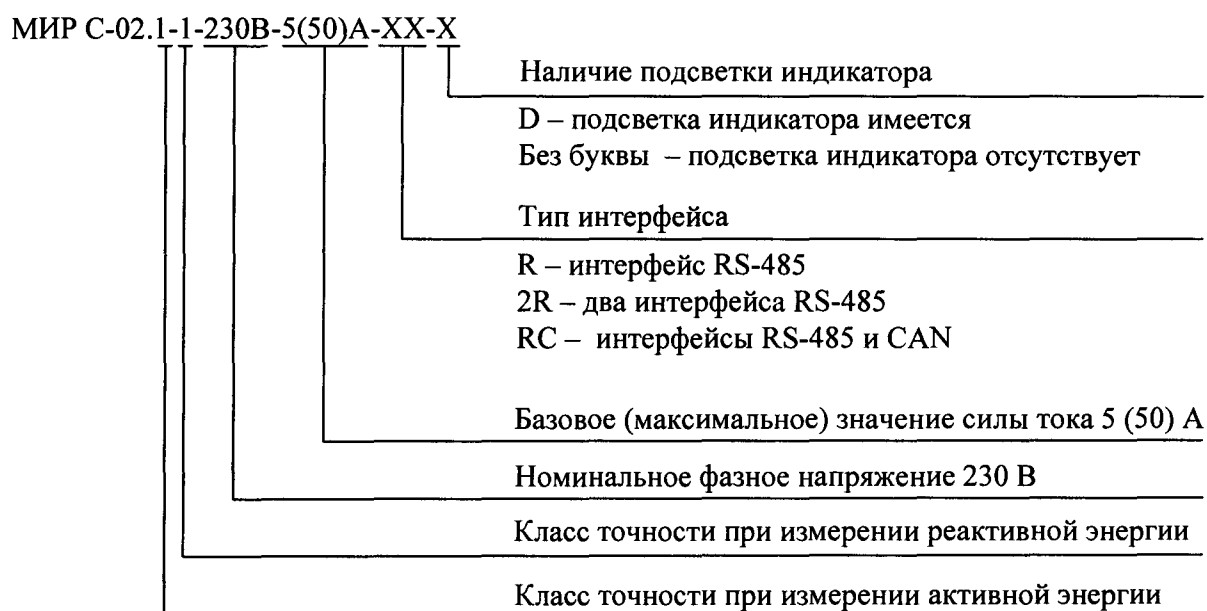 МИР С-02.1-1-230В-5(50)А-ХХ-Х
Наличие подсветки индикатора
D – подсветка индикатора имеется
Без буквы – подсветка индикатора отсутствует
Тип интерфейса
R – интерфейс RS-485
2R – два интерфейса RS-485
RC – интерфейсы RS-485 и CAN
Базовое (максимальное) значение силы тока 5 (50) А
Номинальное фазное напряжение 230 В
Класс точности при измерении реактивной энергии
Класс точности при измерении активной энергии